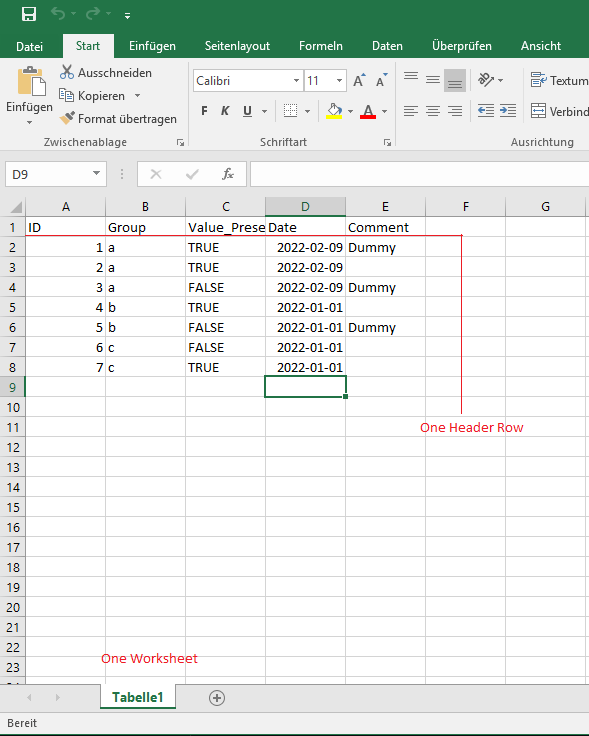 Datei Start Einfügen Seitenlayout Formeln Daten Überprüfen Ansicht
Einfügen
Ausschneiden
Kopieren
Format übertragen
Zwischenablage
Calibri 11
F K U
Schriftart
Ausrichtung
D9 fx
A B C D E F G
1 ID Group Value_Prese Date Comment
2 1 a TRUE 2022-02-09 Dummy
3 2 a TRUE 2022-02-09
4 3 a FALSE 2022-02-09 Dummy
5 4 b TRUE 2022-01-01
6 5 b FALSE 2022-01-01 Dummy
7 6 c FALSE 2022-01-01
8 7 c TRUE 2022-01-01
9
10
11 One Header Row
12
13
14
15
16
17
18
19
20
21
22
23 One Worksheet
Tabelle1
Bereit